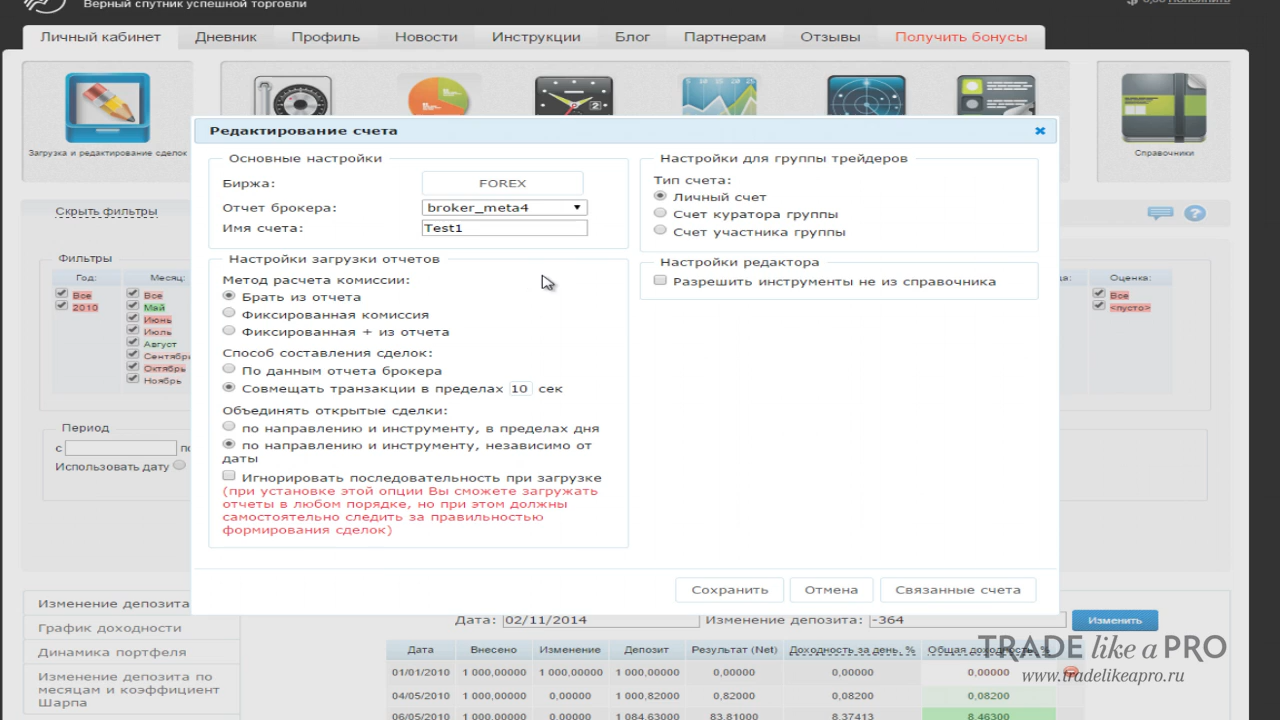 Верный спутник успешной торговли
Личный кабинет
Дневник
Профиль
Новости
Инструкции
Блог
Партнерам
Отзывы
Получить бонусы
Загрузка и редактирование сделок
Справочники
Редактирование счета
Основные настройки
Биржа: FOREX
Отчет брокера: broker_meta4
Имя счета: Test1
Настройки загрузки отчетов
Метод расчета комиссии:
Брать из отчета
Фиксированная комиссия
Фиксированная + из отчета
Способ составления сделок:
По данным отчета брокера
Совмещать транзакции в пределах 10 сек
Объединять открытые сделки:
по направлению и инструменту, в пределах дня
по направлению и инструменту, независимо от
даты
Игнорировать последовательность при загрузке
(при установке этой опции Вы сможете загружать
отчеты в любом порядке, но при этом должны
самостоятельно следить за правильностью
формирования сделок)
Настройки для группы трейдеров
Тип счета:
Личный счет
Счет куратора группы
Счет участника группы
Настройки редактора
Разрешить инструменты не из справочника
Сохранить
Отмена
Связанные счета
Скрыть фильтры
Фильтры
Год:
Все
2010
Месяц:
Все
Май
Июнь
Июль
Август
Сентябрь
Октябрь
Ноябрь
Оценка:
Все
<пусто>
Период
с
Использовать дату
Изменение депозита
График доходности
Динамика портфеля
Изменение депозита по
месяцам и коэффициент
Шарпа
Дата: 02/11/2014 Изменение депозита: -364 Изменить
Дата Внесено Изменение Депозит Результат (Net) Доходность за день, % Общая доходность, %
01/01/2010 1 000,00000 1 000,00000 1 000,00000 0,00000 0,00000 0,00000
04/05/2010 1 000,00000 0,00000 1 000,82000 0,82000 0,08200 0,08200
06/05/2010 1 000,00000 0,00000 1 084,63000 83,81000 8,37413 8,46300
TRADE like a PRO
www.tradelikeapro.ru